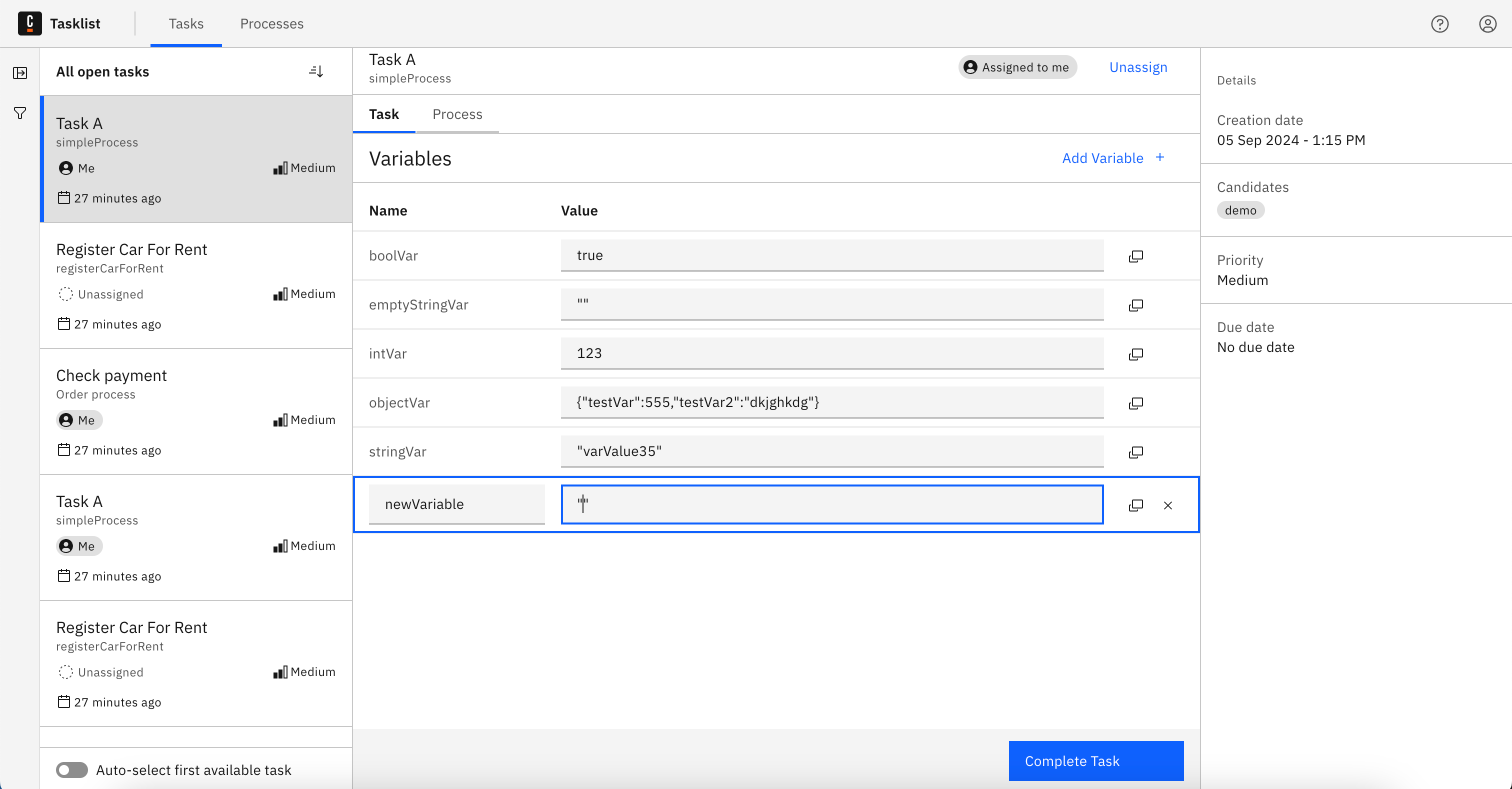 C Tasklist Tasks Processes
All open tasks
Task A
simpleProcess
Me Medium
27 minutes ago
Register Car For Rent
registerCarForRent
Unassigned Medium
27 minutes ago
Check payment
Order process
Me Medium
27 minutes ago
Task A
simpleProcess
Me Medium
27 minutes ago
Register Car For Rent
registerCarForRent
Unassigned Medium
27 minutes ago
Auto-select first available task
Task A
simpleProcess
Assigned to me Unassign
Task Process
Variables Add Variable +
Name Value
boolVar true
emptyStringVar ""
intVar 123
objectVar {"testVar":555,"testVar2":"dkjghkdg"}
stringVar "varValue35"
newVariable ""
Complete Task
Details
Creation date
05 Sep 2024 - 1:15 PM
Candidates
demo
Priority
Medium
Due date
No due date